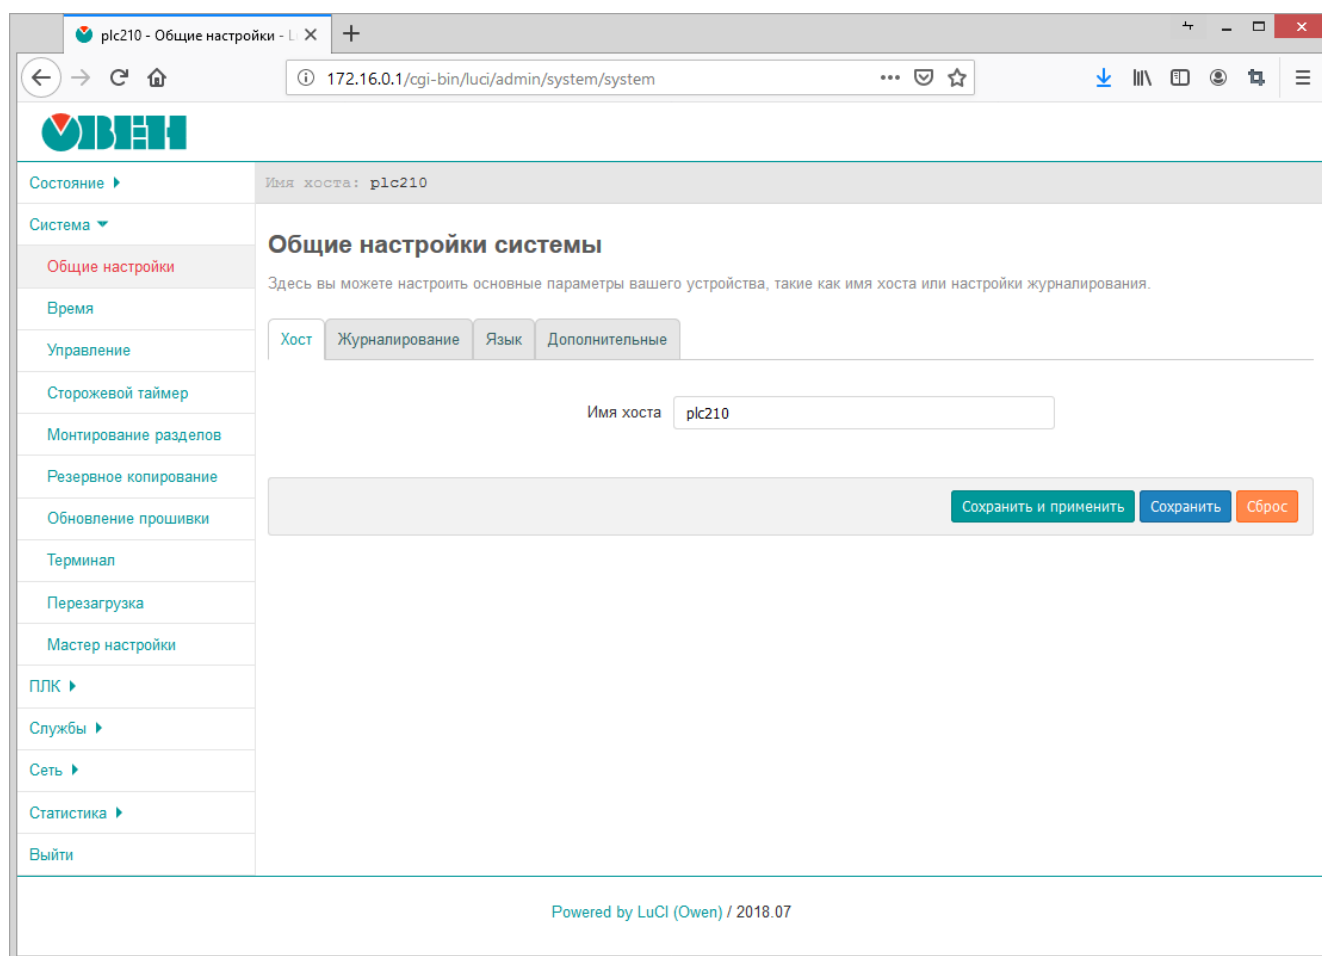 plc210 - Общие настройки - L
172.16.0.1/cgi-bin/luci/admin/system/system
ОВЕН
Состояние
Имя хоста: plc210
Система
Общие настройки
Время
Управление
Сторожевой таймер
Монтирование разделов
Резервное копирование
Обновление прошивки
Терминал
Перезагрузка
Мастер настройки
ПЛК
Службы
Сеть
Статистика
Выйти
Общие настройки системы
Здесь вы можете настроить основные параметры вашего устройства, такие как имя хоста или настройки журналирования.
Хост Журналирование Язык Дополнительные
Имя хоста plc210
Сохранить и применить Сохранить Сброс
Powered by LuCI (Owen) / 2018.07